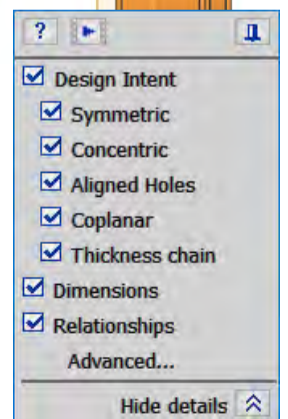 ?
Design Intent
Symmetric
Concentric
Aligned Holes
Coplanar
Thickness chain
Dimensions
Relationships
Advanced...
Hide details